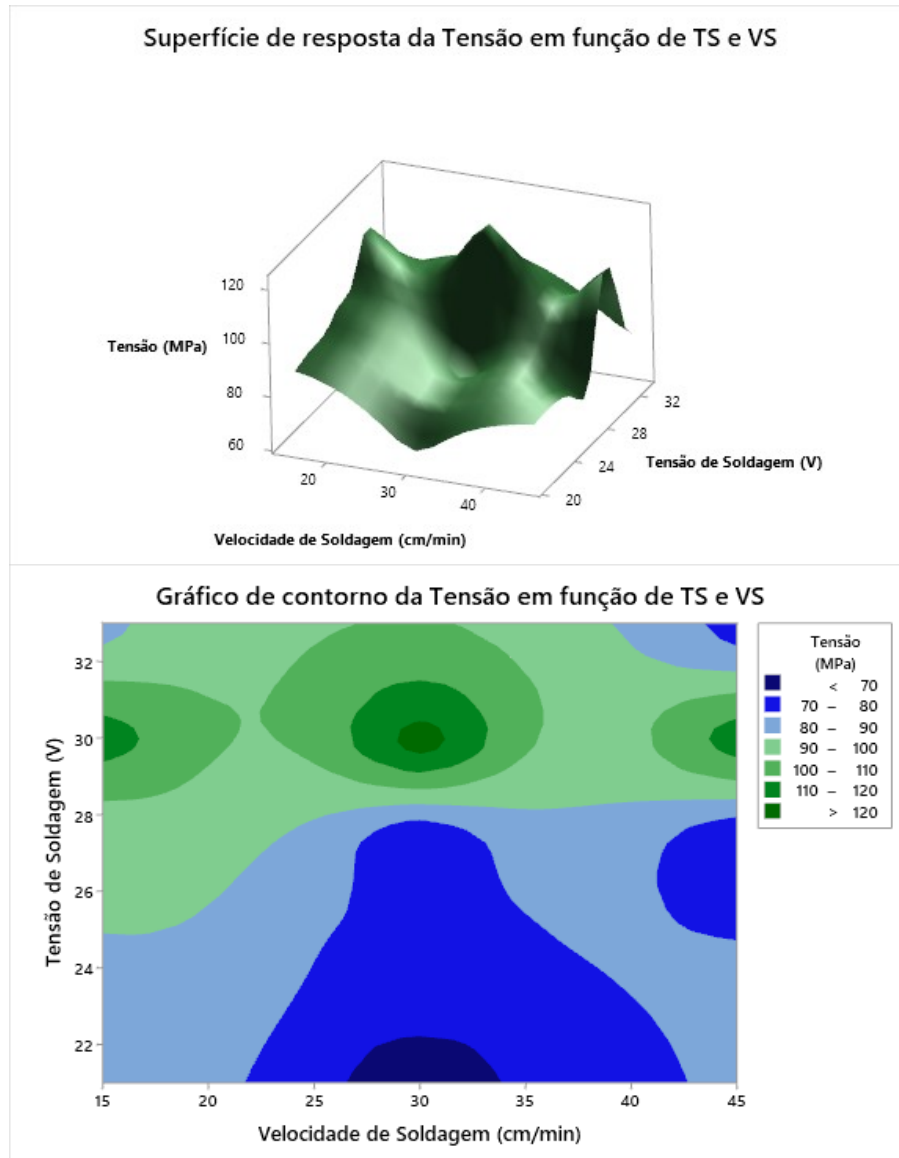 Superfície de resposta da Tensão em função de TS e VS
120
100
80
60
Tensão (MPa)
20
30
40
Velocidade de Soldagem (cm/min)
32
28
24
20
Tensão de Soldagem (V)
Gráfico de contorno da Tensão em função de TS e VS
Tensão de Soldagem (V)
32
30
28
26
24
22
15
20
25
30
35
40
45
Velocidade de Soldagem (cm/min)
Tensão
(MPa)
< 70
70 – 80
80 – 90
90 – 100
100 – 110
110 – 120
> 120